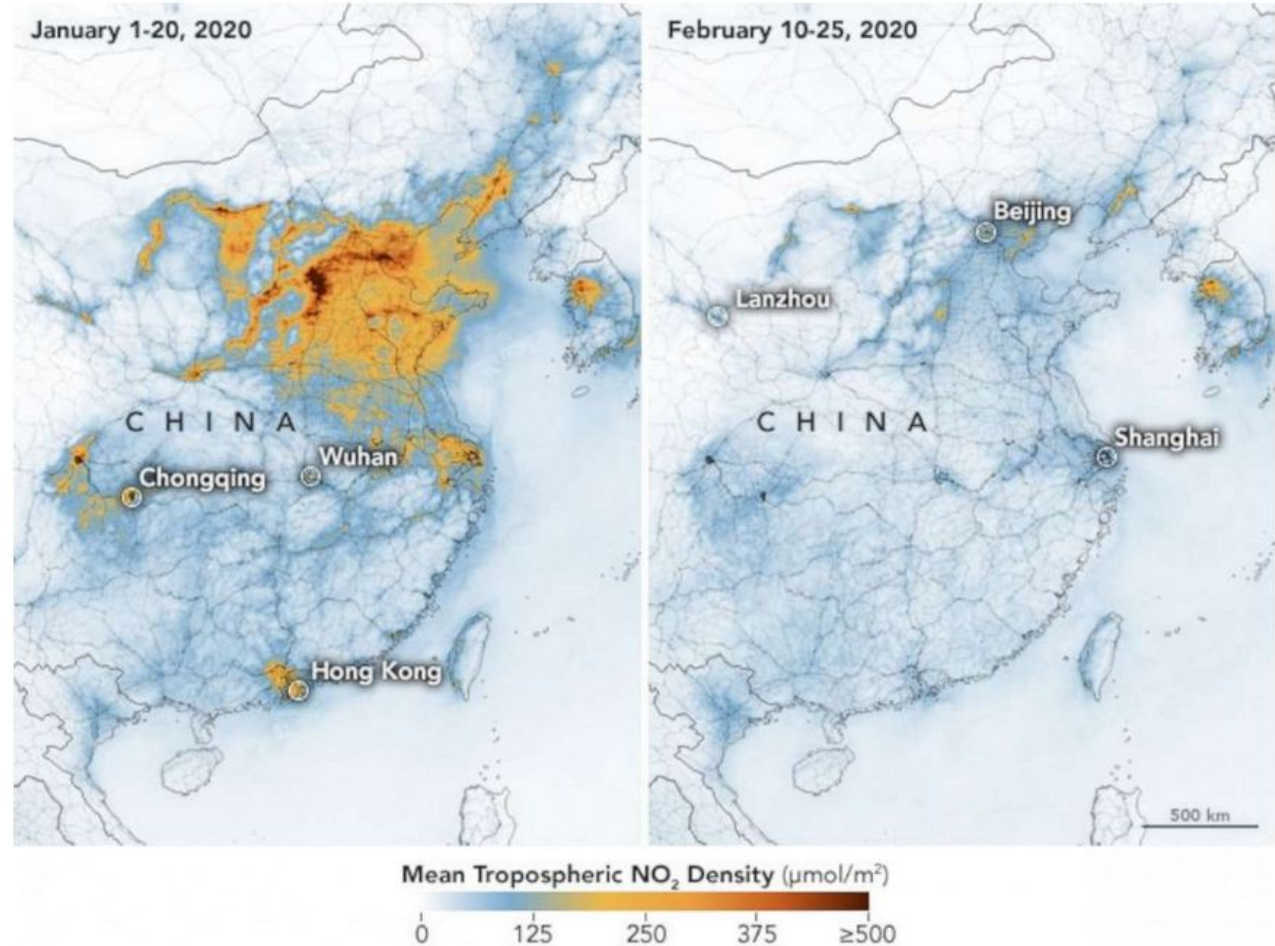 January 1-20, 2020
CHINA
Wuhan
Chongqing
Hong Kong
February 10-25, 2020
Beijing
Lanzhou
CHINA
Shanghai
500 km
Mean Tropospheric NO₂ Density (µmol/m²)
0 125 250 375 ≥500